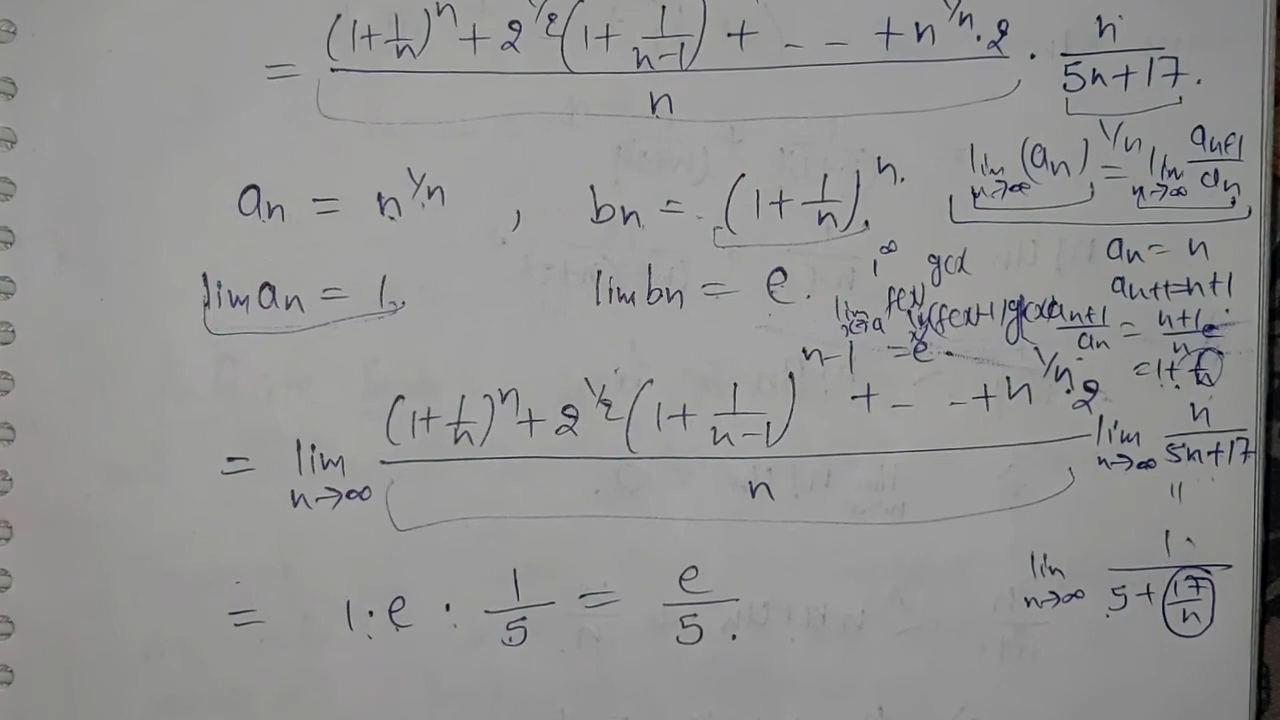 = ((1+1/n)^n + 2^{1/2}(1+1/(n-1)) + - - + n^{1/n}.2)/n . n/(5n+17).
lim_{n→∞} (a_n)^{1/n} = lim_{n→∞} a_{n+1}/a_n
a_n = n^{1/n} , b_n = (1+1/n)^n.
a_n = n
a_{n+1} = n+1
lim a_n = 1, lim b_n = e.
1^∞
a_{n+1}/a_n = (n+1)/n
= 1+1/n
= lim_{n→∞} ((1+1/n)^n + 2^{1/2}(1+1/(n-1))^{n-1} + - - + n^{1/n}.2)/n lim_{n→∞} n/(5n+17)
"
lim_{n→∞} 1/(5+17/n)
= 1.e.1/5 = e/5.